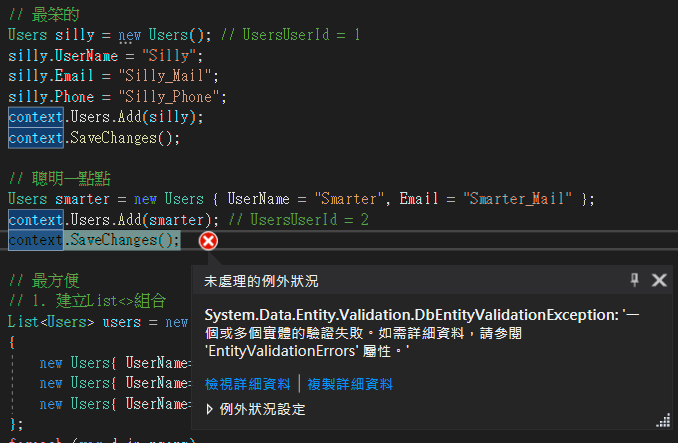 // 最笨的
Users silly = new Users(); // UsersUserId = 1
silly.UserName = "Silly";
silly.Email = "Silly_Mail";
silly.Phone = "Silly_Phone";
context.Users.Add(silly);
context.SaveChanges();
// 聰明一點點
Users smarter = new Users { UserName = "Smarter", Email = "Smarter_Mail" };
context.Users.Add(smarter); // UsersUserId = 2
context.SaveChanges();
// 最方便
// 1. 建立List<>組合
List<Users> users = new
{
new Users{ UserName=
new Users{ UserName=
new Users{ UserName=
};
未處理的例外狀況
System.Data.Entity.Validation.DbEntityValidationException: '一
個或多個實體的驗證失敗。如需詳細資料，請參閱
'EntityValidationErrors' 屬性。'
檢視詳細資料 | 複製詳細資料
例外狀況設定